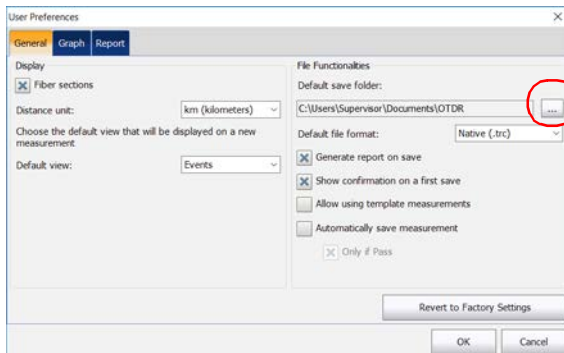 User Preferences
General Graph Report
Display
Fiber sections
Distance unit: km (kilometers)
Choose the default view that will be displayed on a new
measurement
Default view: Events
File Functionalties
Default save folder:
C:\Users\Supervisor\Documents\OTDR ...
Default file format: Native (.trc)
Generate report on save
Show confirmation on a first save
Allow using template measurements
Automatically save measurement
Only if Pass
Revert to Factory Settings
OK Cancel